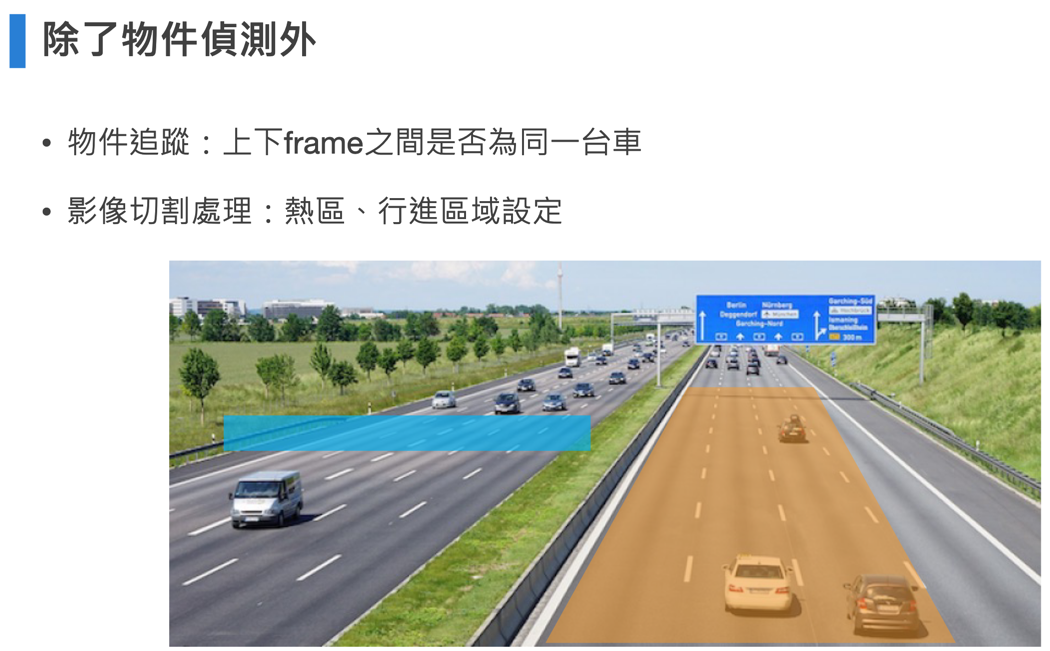 除了物件偵測外
• 物件追蹤：上下frame之間是否為同一台車
• 影像切割處理：熱區、行進區域設定
Berlin Nürnberg
Deggendorf München
Garching-Nord
Garching-Süd
Hochbrück
Ismaning
Oberschleißheim
300 m